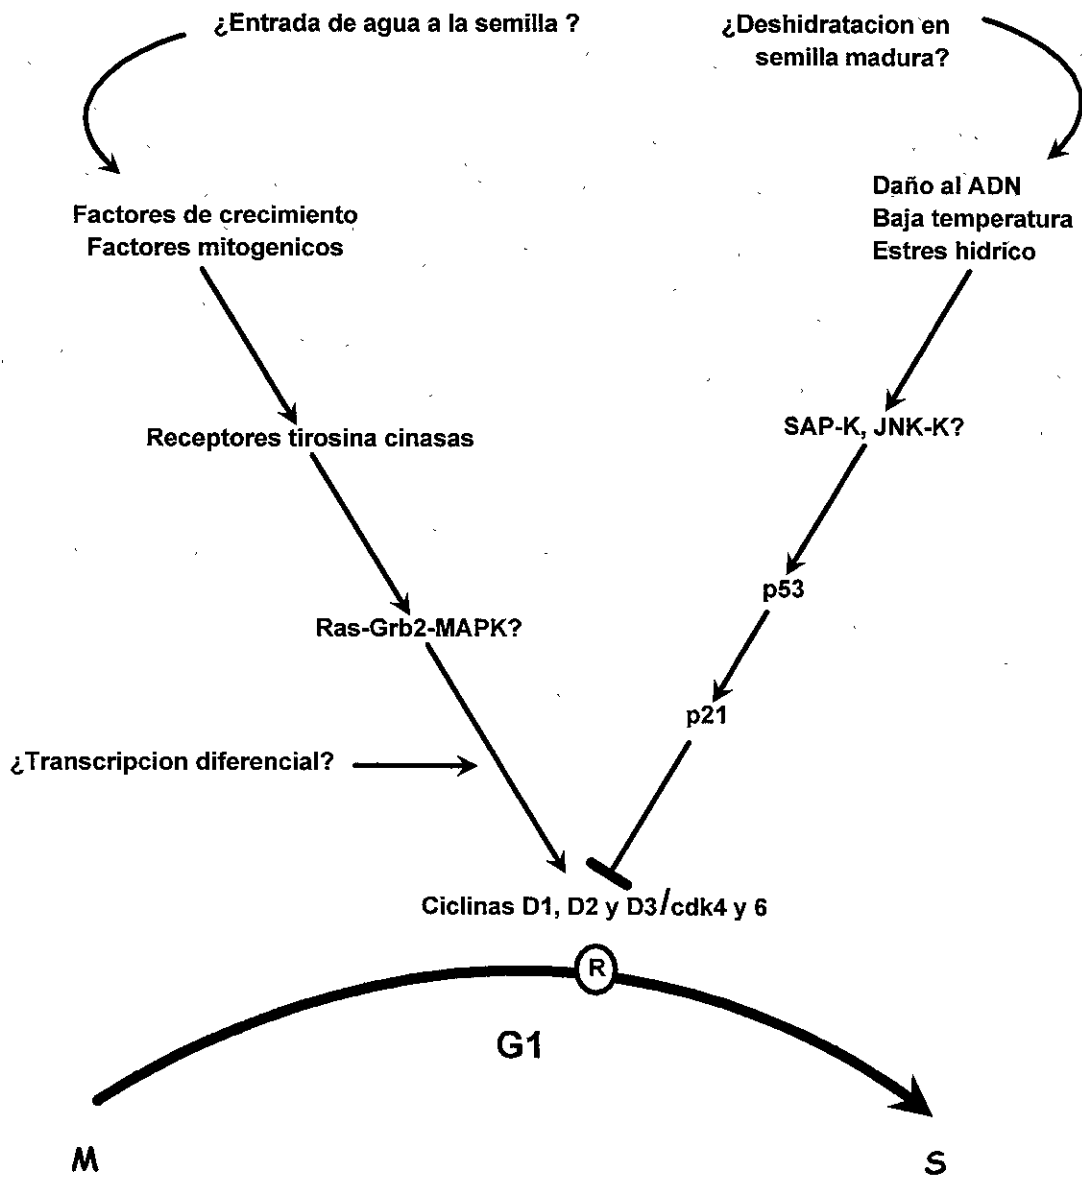 ¿Entrada de agua a la semilla ?
¿Deshidratacion en
semilla madura?
Factores de crecimiento
Factores mitogenicos
Daño al ADN
Baja temperatura
Estres hidríco
Receptores tirosina cinasas
SAP-K, JNK-K?
p53
Ras-Grb2-MAPK?
p21
¿Transcripcion diferencial?
Ciclinas D1, D2 y D3/cdk4 y 6
R
G1
M
S